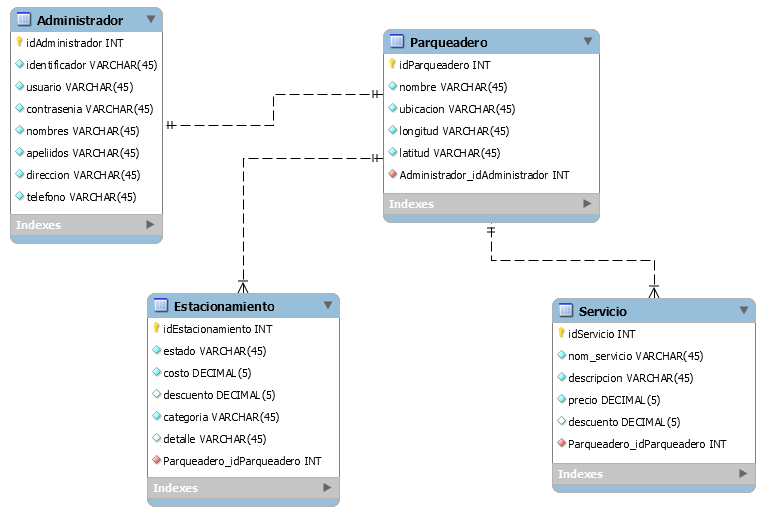 Administrador
idAdministrador INT
identificador VARCHAR(45)
usuario VARCHAR(45)
contrasenia VARCHAR(45)
nombres VARCHAR(45)
apeliidos VARCHAR(45)
direccion VARCHAR(45)
telefono VARCHAR(45)
Indexes
Parqueadero
idParqueadero INT
nombre VARCHAR(45)
ubicacion VARCHAR(45)
longitud VARCHAR(45)
latitud VARCHAR(45)
Administrador_idAdministrador INT
Indexes
Estacionamiento
idEstacionamiento INT
estado VARCHAR(45)
costo DECIMAL(5)
descuento DECIMAL(5)
categoria VARCHAR(45)
detalle VARCHAR(45)
Parqueadero_idParqueadero INT
Indexes
Servicio
idServicio INT
nom_servicio VARCHAR(45)
descripcion VARCHAR(45)
precio DECIMAL(5)
descuento DECIMAL(5)
Parqueadero_idParqueadero INT
Indexes